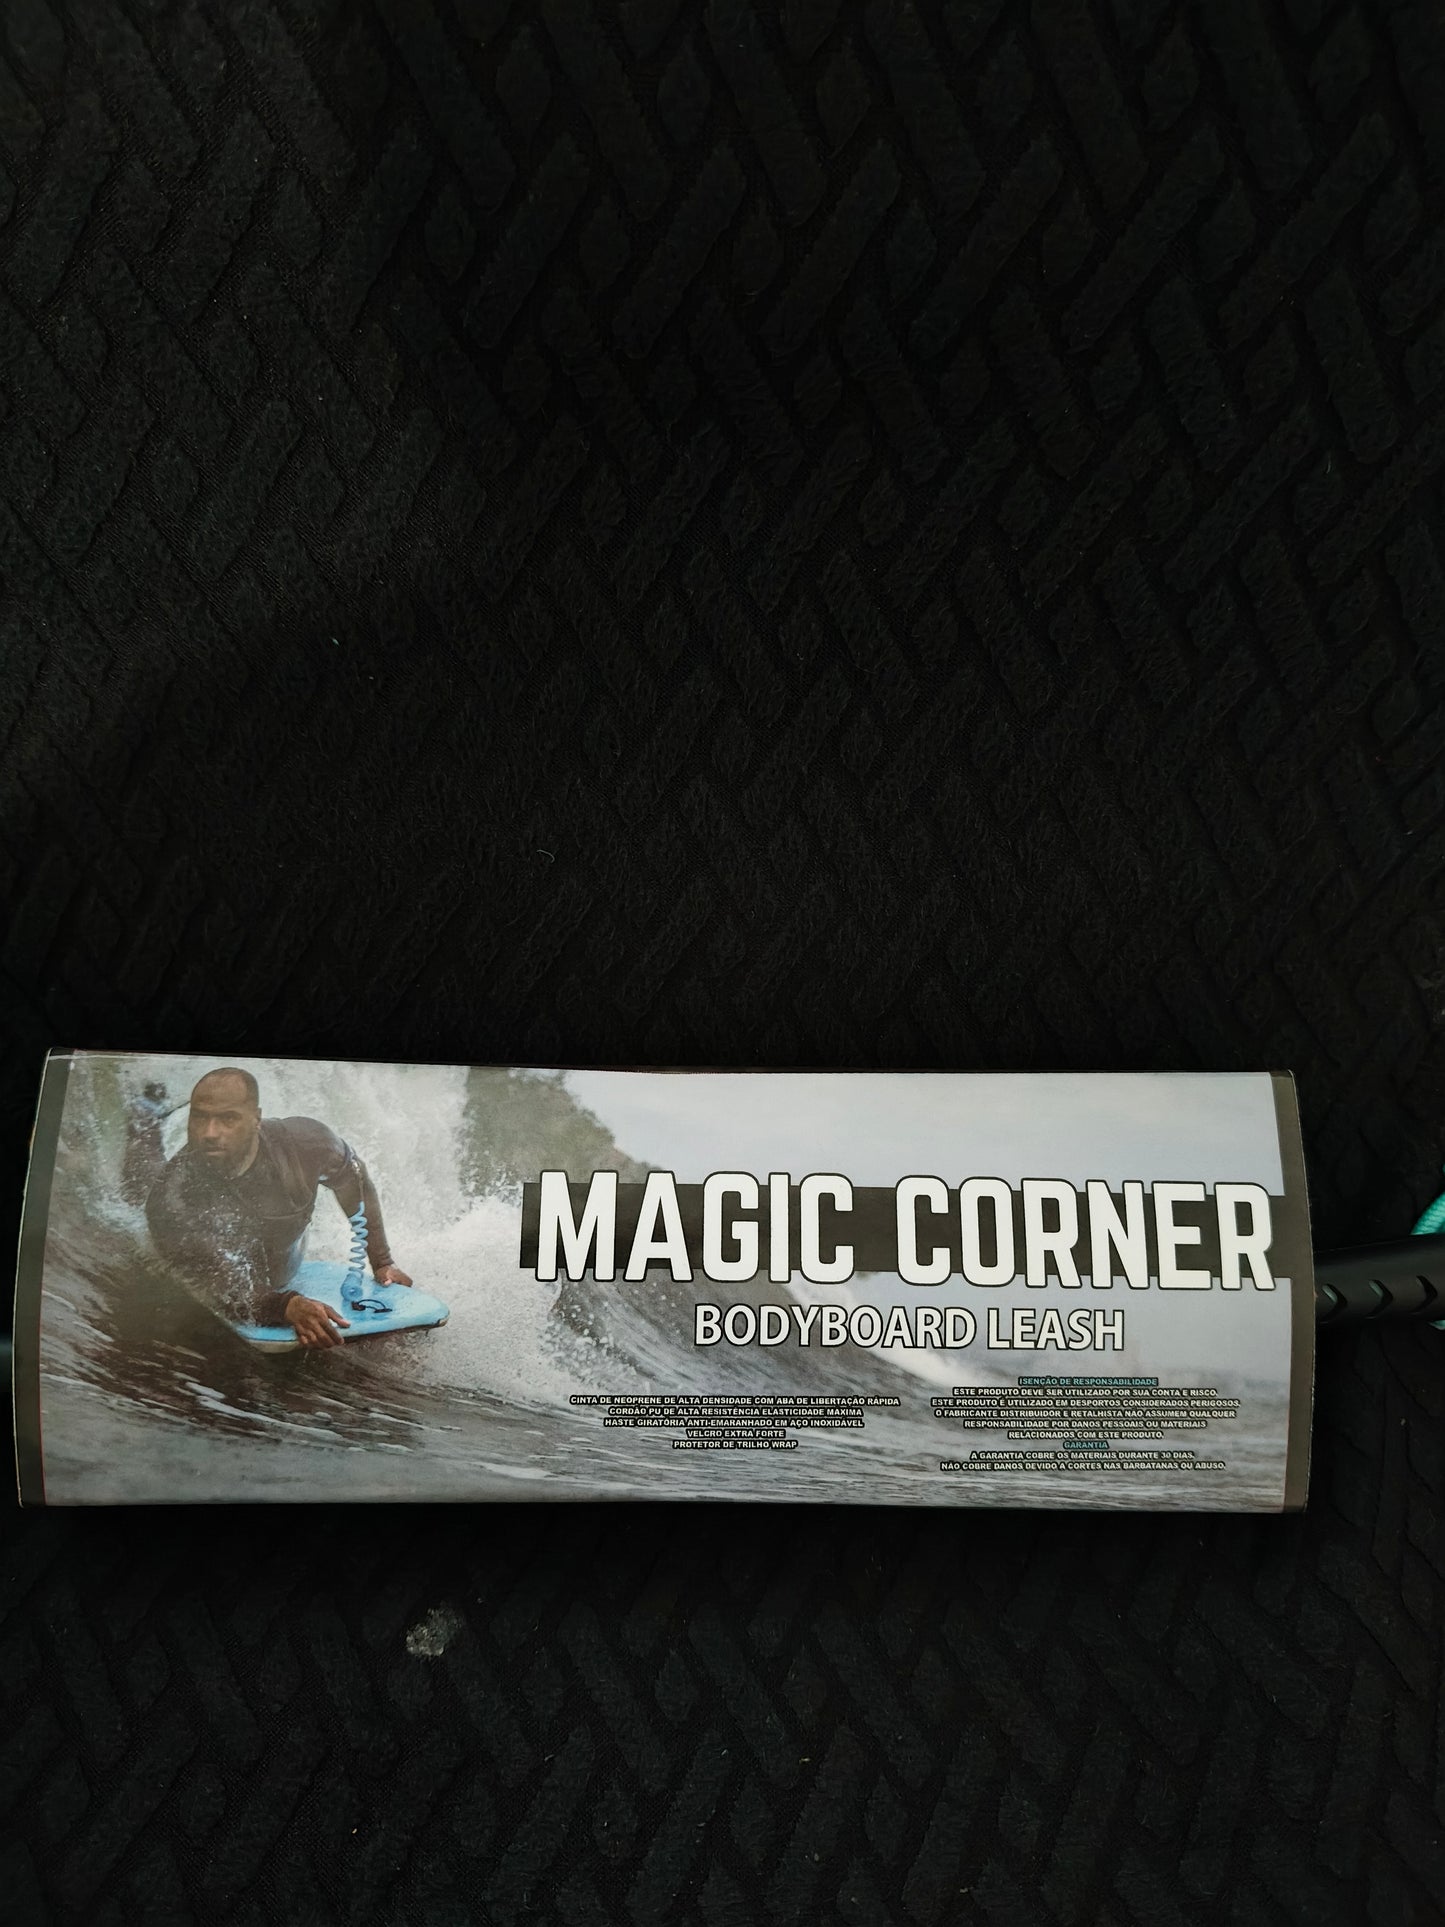 MAGIC CORNER
BODYBOARD LEASH
CINTA DE NEOPRENE DE ALTA DENSIDADE COM ABA DE LIBERTAÇÃO RÁPIDA
CORDÃO PU DE ALTA RESISTÊNCIA ELASTICIDADE MAXIMA
HASTE GIRATÓRIA ANTI-EMARANHADO EM AÇO INOXIDÁVEL
VELCRO EXTRA FORTE
PROTETOR DE TRILHO WRAP
ISENÇÃO DE RESPONSABILIDADE
ESTE PRODUTO DEVE SER UTILIZADO POR SUA CONTA E RISCO.
ESTE PRODUTO É UTILIZADO EM DESPORTOS CONSIDERADOS PERIGOSOS.
O FABRICANTE DISTRIBUIDOR E RETALHISTA NÃO ASSUMEM QUALQUER
RESPONSABILIDADE POR DANOS PESSOAIS OU MATERIAIS
RELACIONADOS COM ESTE PRODUTO.
GARANTIA
A GARANTIA COBRE OS MATERIAIS DURANTE 30 DIAS.
NÃO COBRE DANOS DEVIDO A CORTES NAS BARBATANAS OU ABUSO.